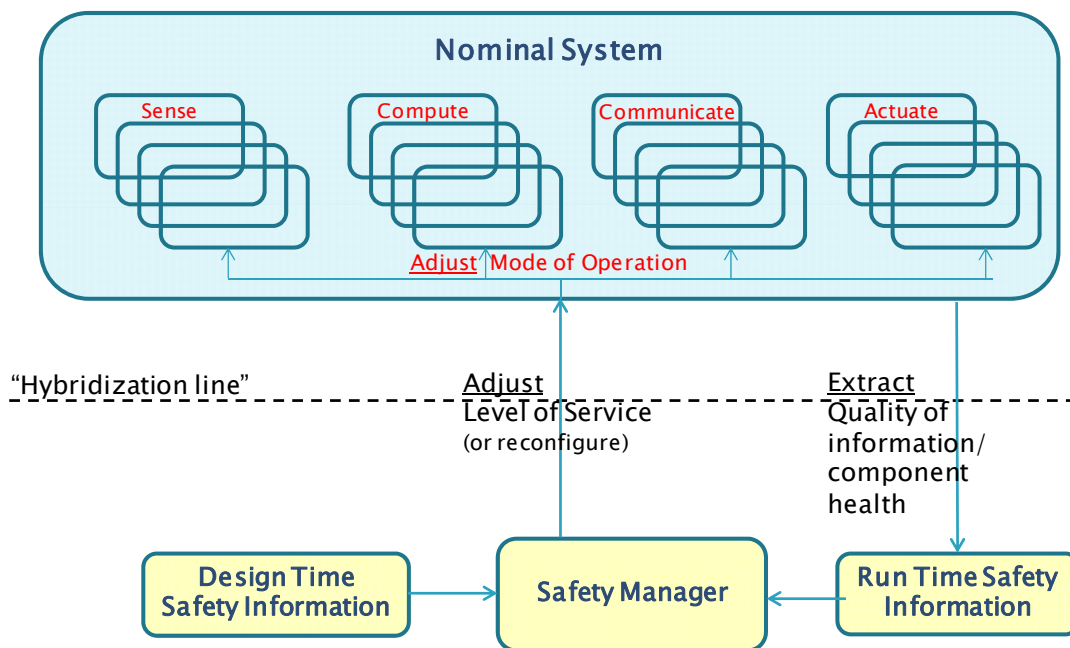 Nominal System
Sense
Compute
Communicate
Actuate
Adjust Mode of Operation
“Hybridization line”
Adjust
Level of Service
(or reconfigure)
Extract
Quality of
information/
component
health
Design Time
Safety Information
Safety Manager
Run Time Safety
Information